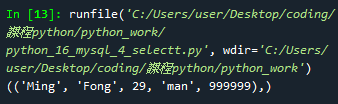 In [13]: runfile('C:/Users/user/Desktop/coding/
課程python/python_work/
python_16_mysql_4_selectt.py', wdir='C:/Users/
user/Desktop/coding/課程python/python_work')
(('Ming', 'Fong', 29, 'man', 999999),)